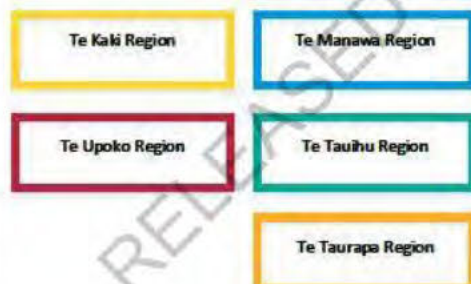 Te Kaki Region
Te Manawa Region
Te Upoko Region
Te Tauihu Region
Te Taurapa Region
RELEASED